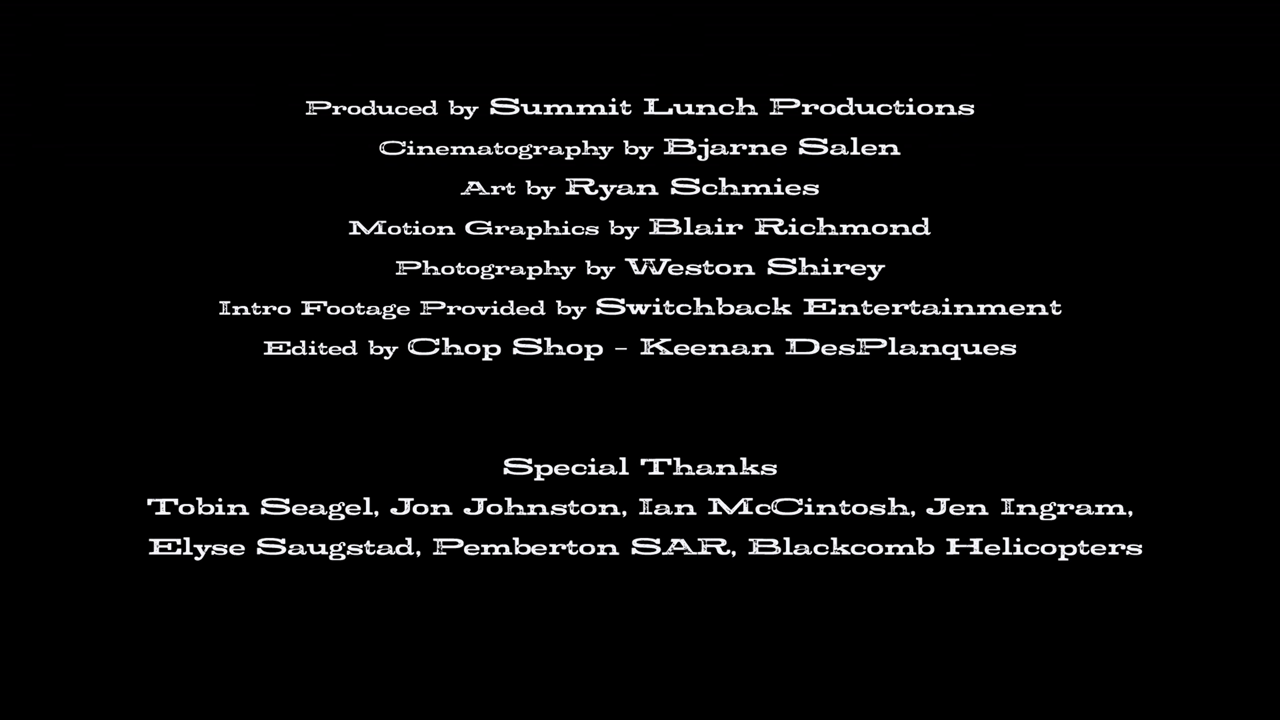 Produced by Summit Lunch Productions
Cinematography by Bjarne Salen
Art by Ryan Schmies
Motion Graphics by Blair Richmond
Photography by Weston Shirey
Intro Footage Provided by Switchback Entertainment
Edited by Chop Shop - Keenan DesPlanques
Special Thanks
Tobin Seagel, Jon Johnston, Ian McCintosh, Jen Ingram,
Elyse Saugstad, Pemberton SAR, Blackcomb Helicopters